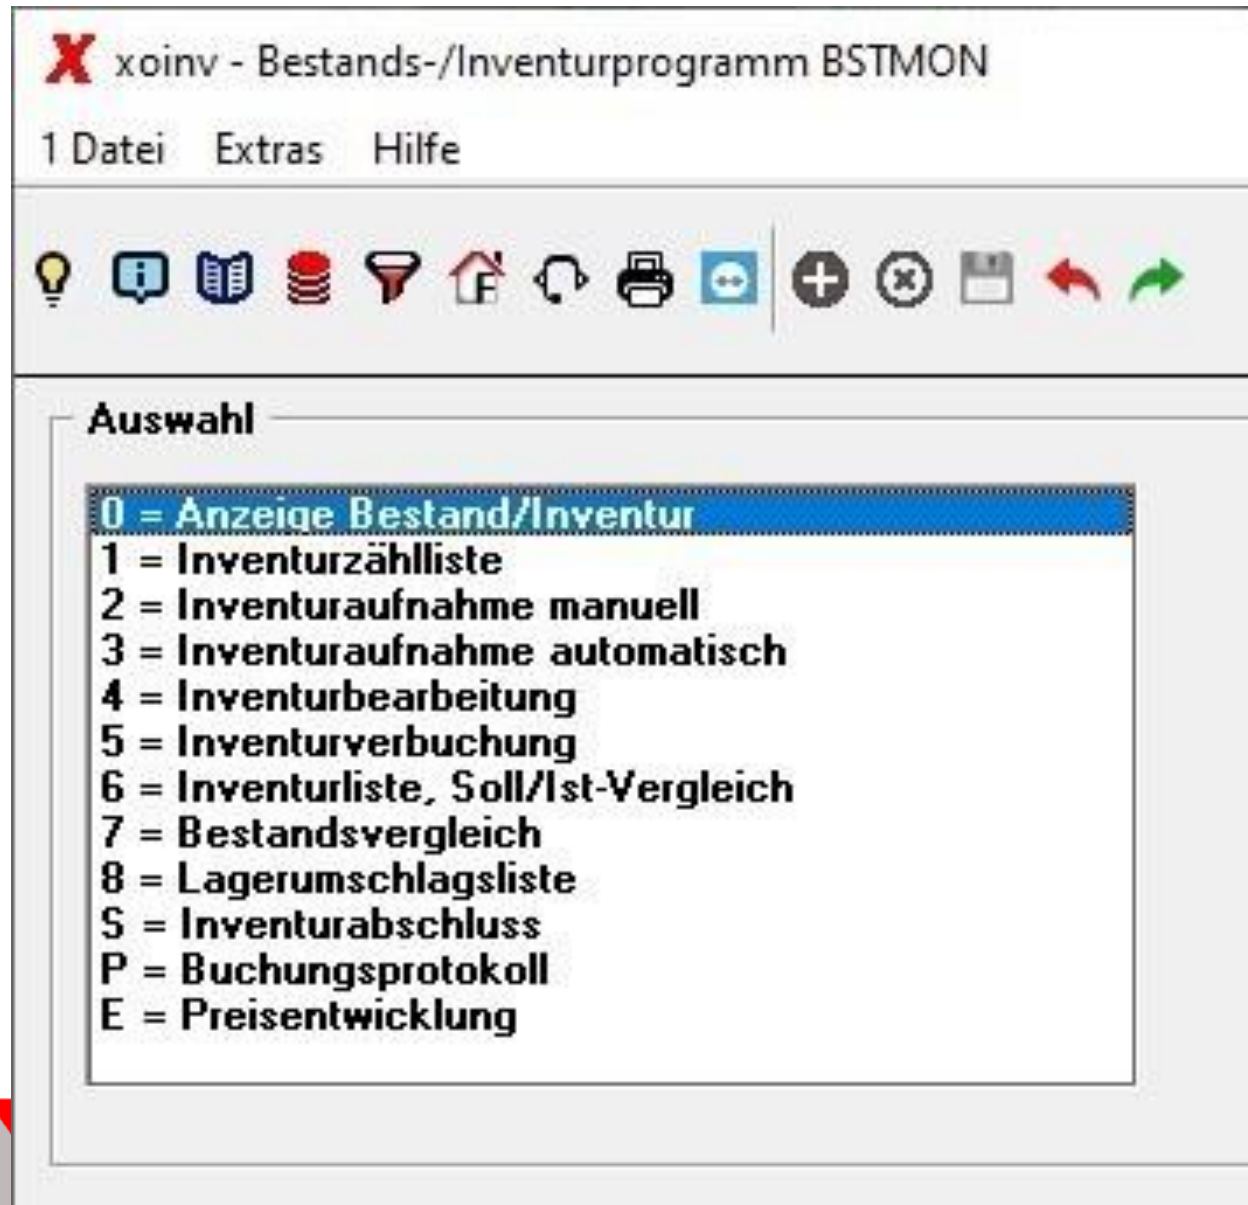 xoinv - Bestands-/Inventurprogramm BSTMON
1 Datei Extras Hilfe
F
Auswahl
0 = Anzeige Bestand/Inventur
1 = Inventurzählliste
2 = Inventuraufnahme manuell
3 = Inventuraufnahme automatisch
4 = Inventurbearbeitung
5 = Inventurverbuchung
6 = Inventurliste, Soll/Ist-Vergleich
7 = Bestandsvergleich
8 = Lagerumschlagsliste
S = Inventurabschluss
P = Buchungsprotokoll
E = Preisentwicklung